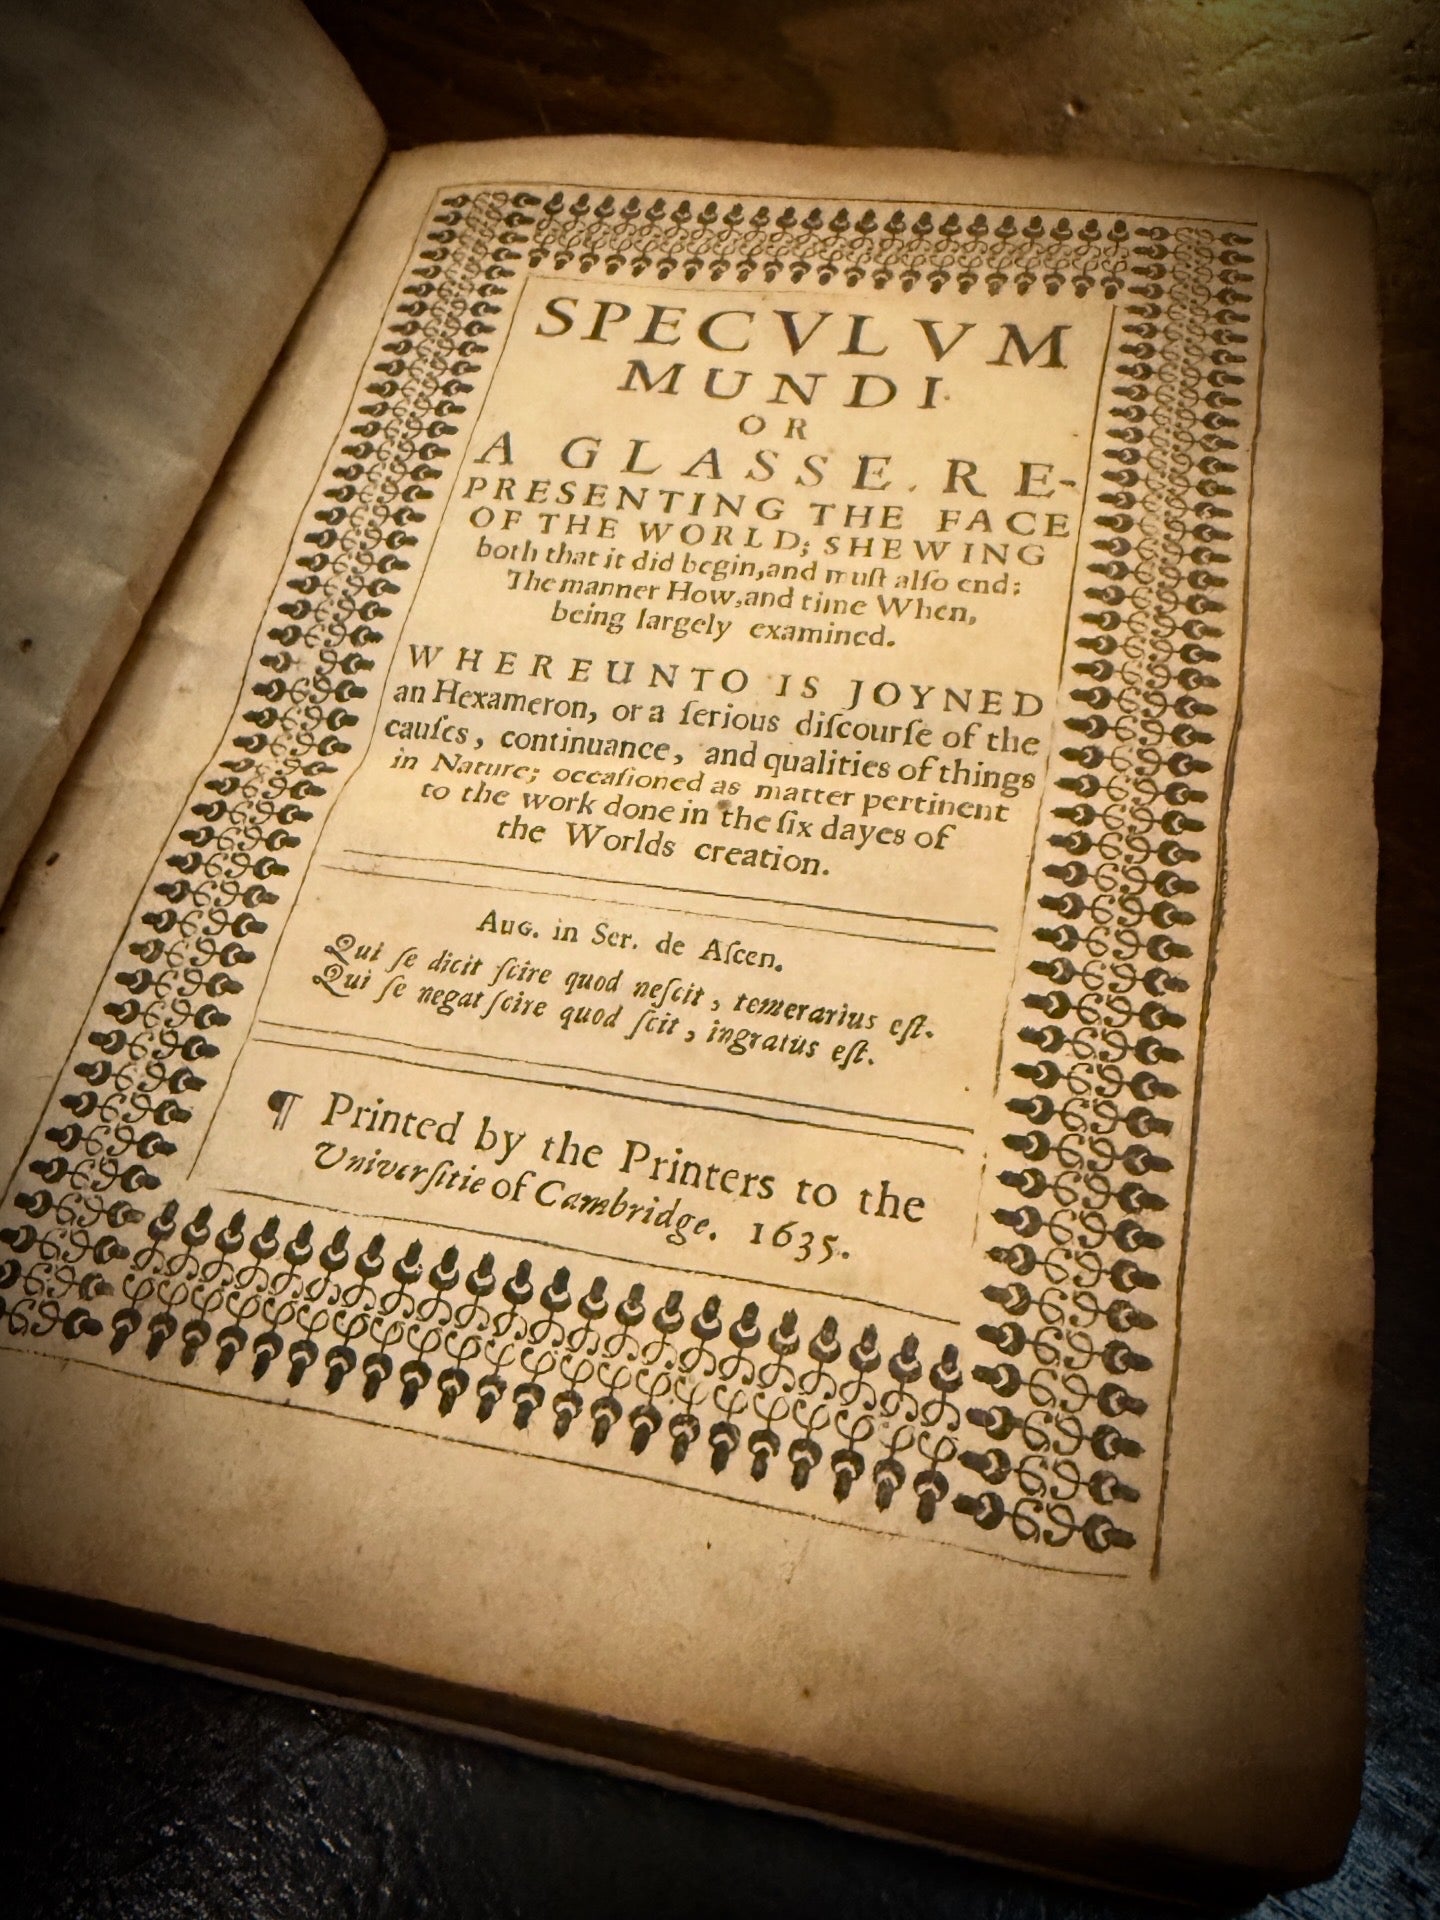 SPECVLVM
MUNDI.
OR
A GLASSE RE-
PRESENTING THE FACE
OF THE WORLD; SHEWING
both that it did begin, and muſt alſo end:
The manner How, and time When,
being largely examined.
WHEREUNTO IS JOYNED
an Hexameron, or a ſerious diſcourſe of the
cauſes, continuance, and qualities of things
in Nature; occaſioned as matter pertinent
to the work done in the ſix dayes of
the Worlds creation.
AUG. in Ser. de Aſcen.
Qui ſe dicit ſcire quod neſcit, temerarius eſt.
Qui ſe negat ſcire quod ſcit, ingratus eſt.
¶ Printed by the Printers to the
Univerſitie of Cambridge. 1635.